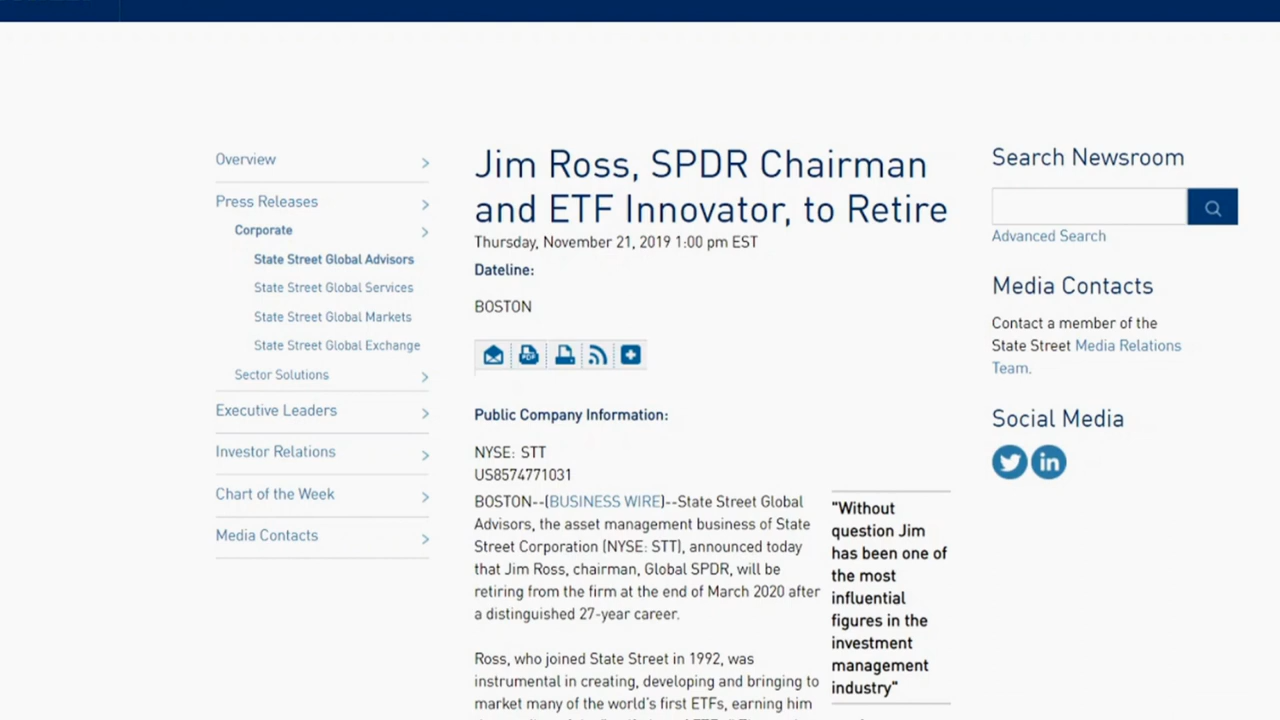 Overview
Press Releases
Corporate
State Street Global Advisors
State Street Global Services
State Street Global Markets
State Street Global Exchange
Sector Solutions
Executive Leaders
Investor Relations
Chart of the Week
Media Contacts
Jim Ross, SPDR Chairman
and ETF Innovator, to Retire
Thursday, November 21, 2019 1:00 pm EST
Dateline:
BOSTON
PDF
Public Company Information:
NYSE: STT
US8574771031
BOSTON--(BUSINESS WIRE)--State Street Global
Advisors, the asset management business of State
Street Corporation (NYSE: STT), announced today
that Jim Ross, chairman, Global SPDR, will be
retiring from the firm at the end of March 2020 after
a distinguished 27-year career.
Ross, who joined State Street in 1992, was
instrumental in creating, developing and bringing to
market many of the world's first ETFs, earning him
"Without
question Jim
has been one of
the most
influential
figures in the
investment
management
industry"
Search Newsroom
Advanced Search
Media Contacts
Contact a member of the
State Street Media Relations
Team.
Social Media
in